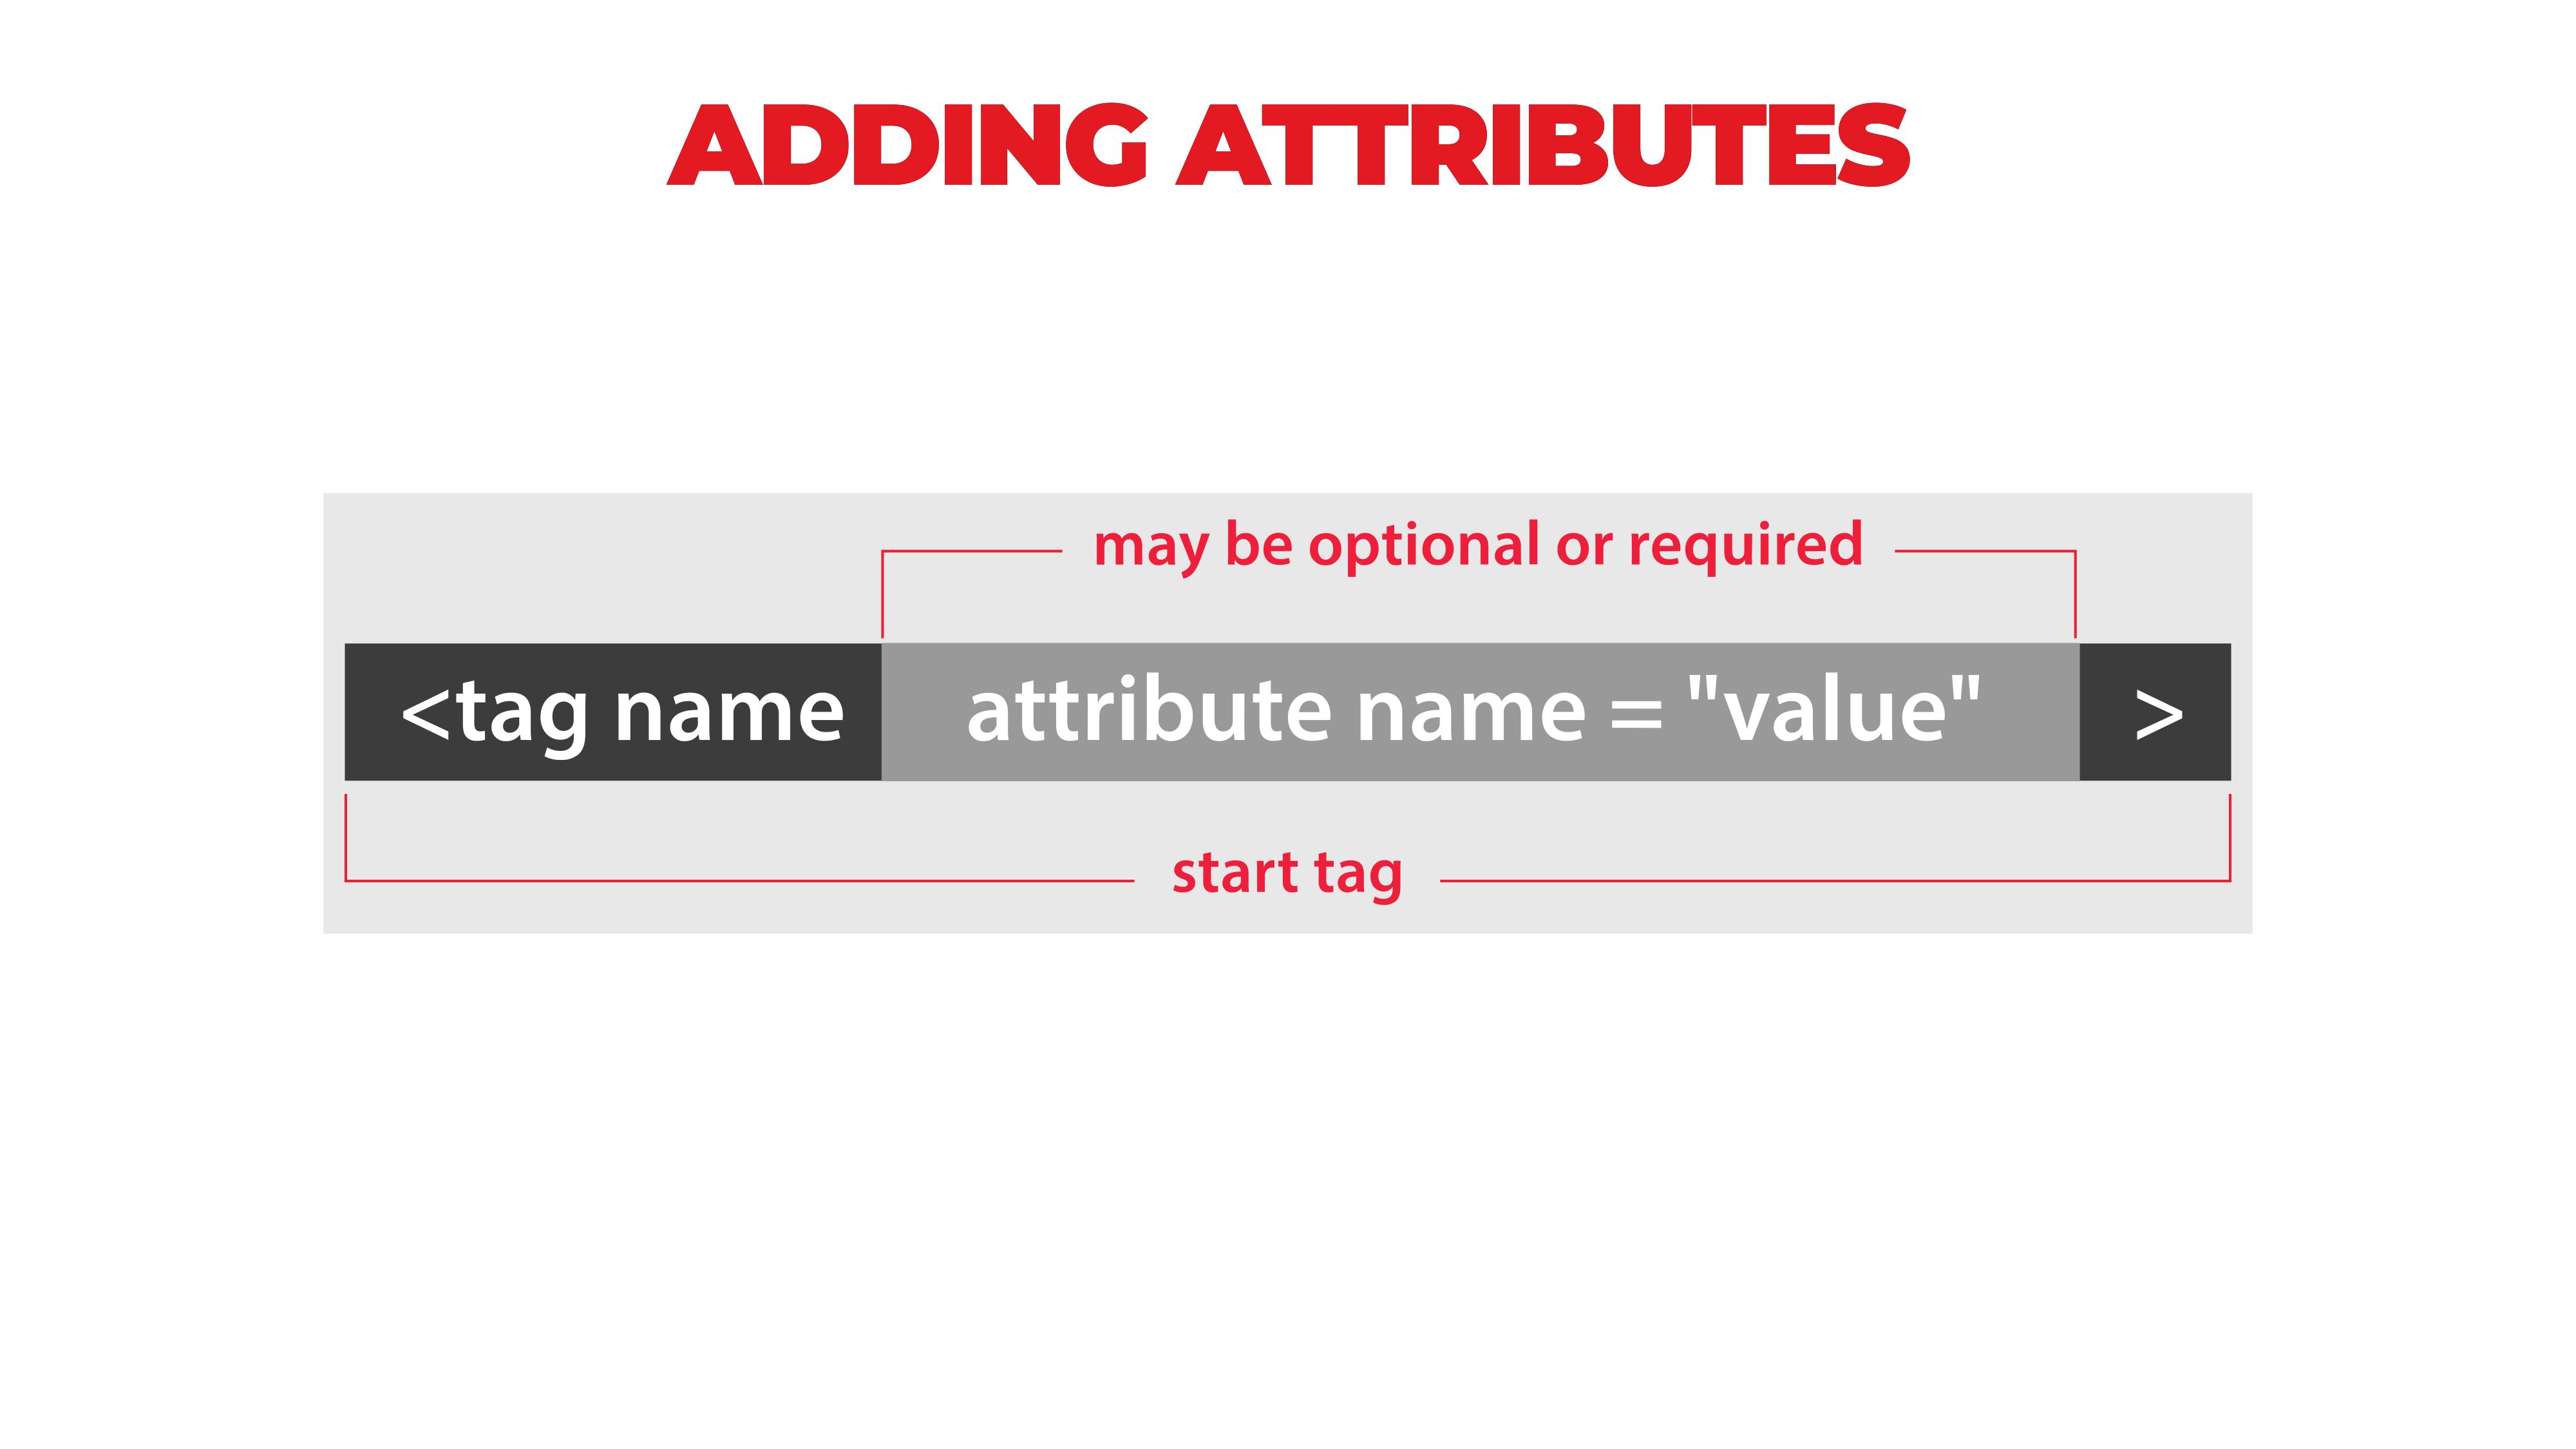 ADDING ATTRIBUTES
may be optional or required
<tag name attribute name = "value" >
start tag